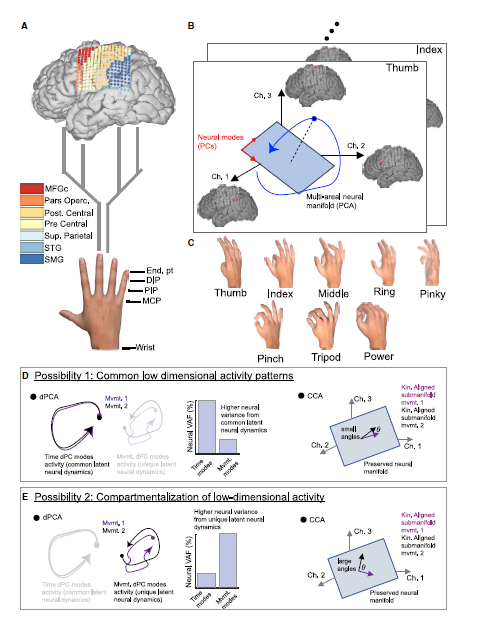 A
B
Index
Thumb
Ch. 3
Neural modes
(PCs)
Ch. 2
Ch. 1
Multi-areal neural
manifold (PCA)
MFGc
Pars Operc.
Post. Central
Pre Central
Sup. Parietal
STG
SMG
End. pt
DIP
PIP
MCP
Wrist
C
Thumb
Index
Middle
Ring
Pinky
Pinch
Tripod
Power
D Possibility 1: Common low dimensional activity patterns
dPCA
Mvmt. 1
Mvmt. 2
Time dPC modes
activity (common latent
neural dynamics)
Mvmt. dPC modes
activity (unique latent
neural dynamics)
Neural VAF (%)
Time
modes
Mvmt.
modes
Higher neural
variance from
common latent
neural dynamics
CCA
Ch. 3
small
angles
θ
Ch. 2
Ch. 1
Kin. Aligned
submanifold
mvmt. 1
Kin. Aligned
submanifold
mvmt. 2
Preserved neural
manifold
E Possibility 2: Compartmentalization of low-dimensional activity
dPCA
Mvmt. 1
Mvmt. 2
Time dPC modes
activity (common latent
neural dynamics)
Mvmt. dPC modes
activity (unique latent
neural dynamics)
Higher neural variance
from unique latent neural
dynamics
Neural VAF (%)
Time
modes
Mvmt.
modes
CCA
Ch. 3
large
angles
θ
Ch. 2
Ch. 1
Kin. Aligned
submanifold
mvmt. 1
Kin. Aligned
submanifold
mvmt. 2
Preserved neural
manifold